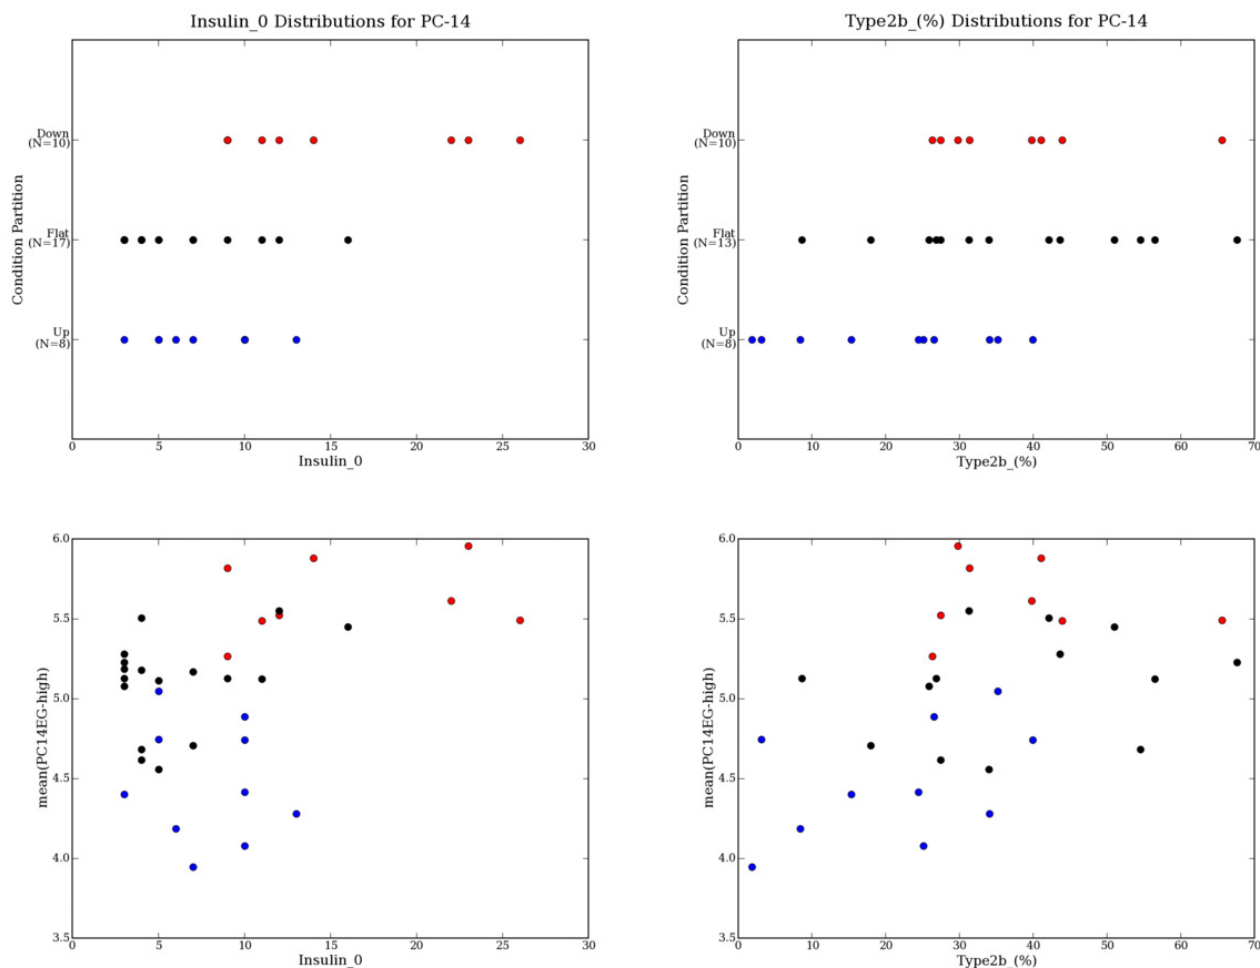 Insulin_0 Distributions for PC-14
Condition Partition
Down
(N=10)
Flat
(N=17)
Up
(N=8)
0 5 10 15 20 25 30
Insulin_0
Type2b_(%) Distributions for PC-14
Condition Partition
Down
(N=10)
Flat
(N=13)
Up
(N=8)
0 10 20 30 40 50 60 70
Type2b_(%)
mean(PC14EG-high)
6.0
5.5
5.0
4.5
4.0
3.5
0 5 10 15 20 25 30
Insulin_0
mean(PC14EG-high)
6.0
5.5
5.0
4.5
4.0
3.5
0 10 20 30 40 50 60 70
Type2b_(%)